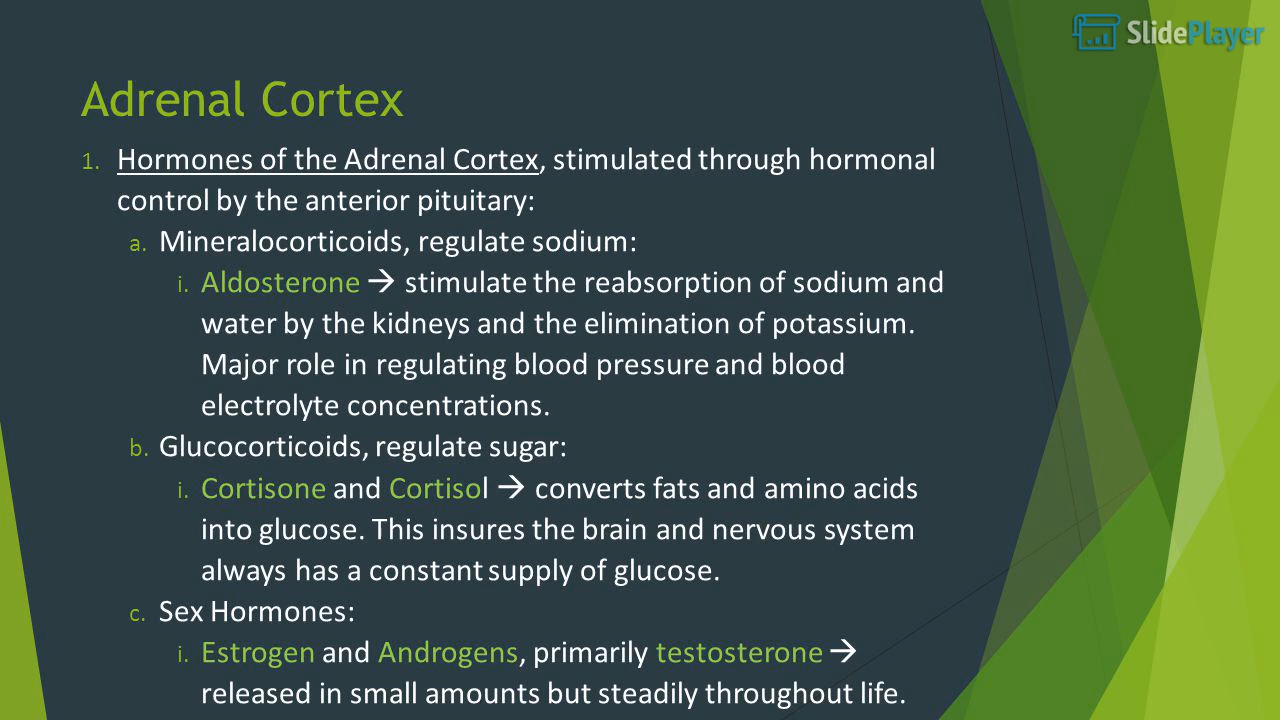 SlidePlayer
Adrenal Cortex
1. Hormones of the Adrenal Cortex, stimulated through hormonal
control by the anterior pituitary:
a. Mineralocorticoids, regulate sodium:
i. Aldosterone → stimulate the reabsorption of sodium and
water by the kidneys and the elimination of potassium.
Major role in regulating blood pressure and blood
electrolyte concentrations.
b. Glucocorticoids, regulate sugar:
i. Cortisone and Cortisol → converts fats and amino acids
into glucose. This insures the brain and nervous system
always has a constant supply of glucose.
c. Sex Hormones:
i. Estrogen and Androgens, primarily testosterone →
released in small amounts but steadily throughout life.